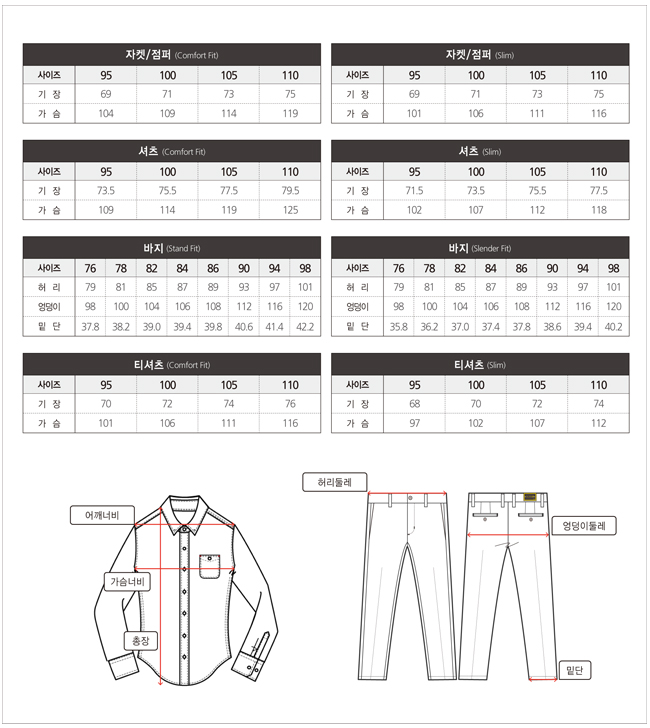 자켓/점퍼 (Comfort Fit)
사이즈 95 100 105 110
기 장 69 71 73 75
가 슴 104 109 114 119
자켓/점퍼 (Slim)
사이즈 95 100 105 110
기 장 69 71 73 75
가 슴 101 106 111 116
셔츠 (Comfort Fit)
사이즈 95 100 105 110
기 장 73.5 75.5 77.5 79.5
가 슴 109 114 119 125
셔츠 (Slim)
사이즈 95 100 105 110
기 장 71.5 73.5 75.5 77.5
가 슴 102 107 112 118
바지 (Stand Fit)
사이즈 76 78 82 84 86 90 94 98
허 리 79 81 85 87 89 93 97 101
엉덩이 98 100 104 106 108 112 116 120
밑 단 37.8 38.2 39.0 39.4 39.8 40.6 41.4 42.2
바지 (Slender Fit)
사이즈 76 78 82 84 86 90 94 98
허 리 79 81 85 87 89 93 97 101
엉덩이 98 100 104 106 108 112 116 120
밑 단 35.8 36.2 37.0 37.4 37.8 38.6 39.4 40.2
티셔츠 (Comfort Fit)
사이즈 95 100 105 110
기 장 70 72 74 76
가 슴 101 106 111 116
티셔츠 (Slim)
사이즈 95 100 105 110
기 장 68 70 72 74
가 슴 97 102 107 112
어깨너비
가슴너비
총장
허리둘레
엉덩이둘레
밑단